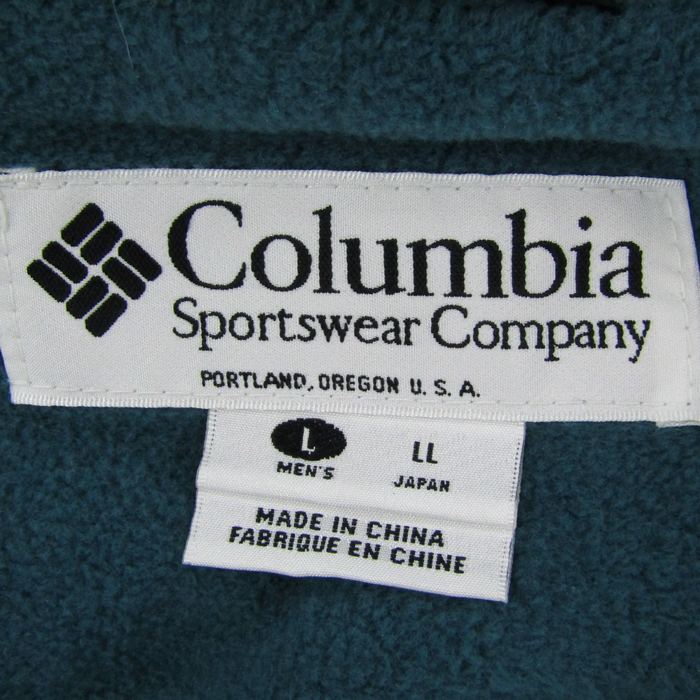 Columbia
Sportswear Company
PORTLAND, OREGON U. S. A.
L LL
MEN'S JAPAN
MADE IN CHINA
FABRIQUE EN CHINE